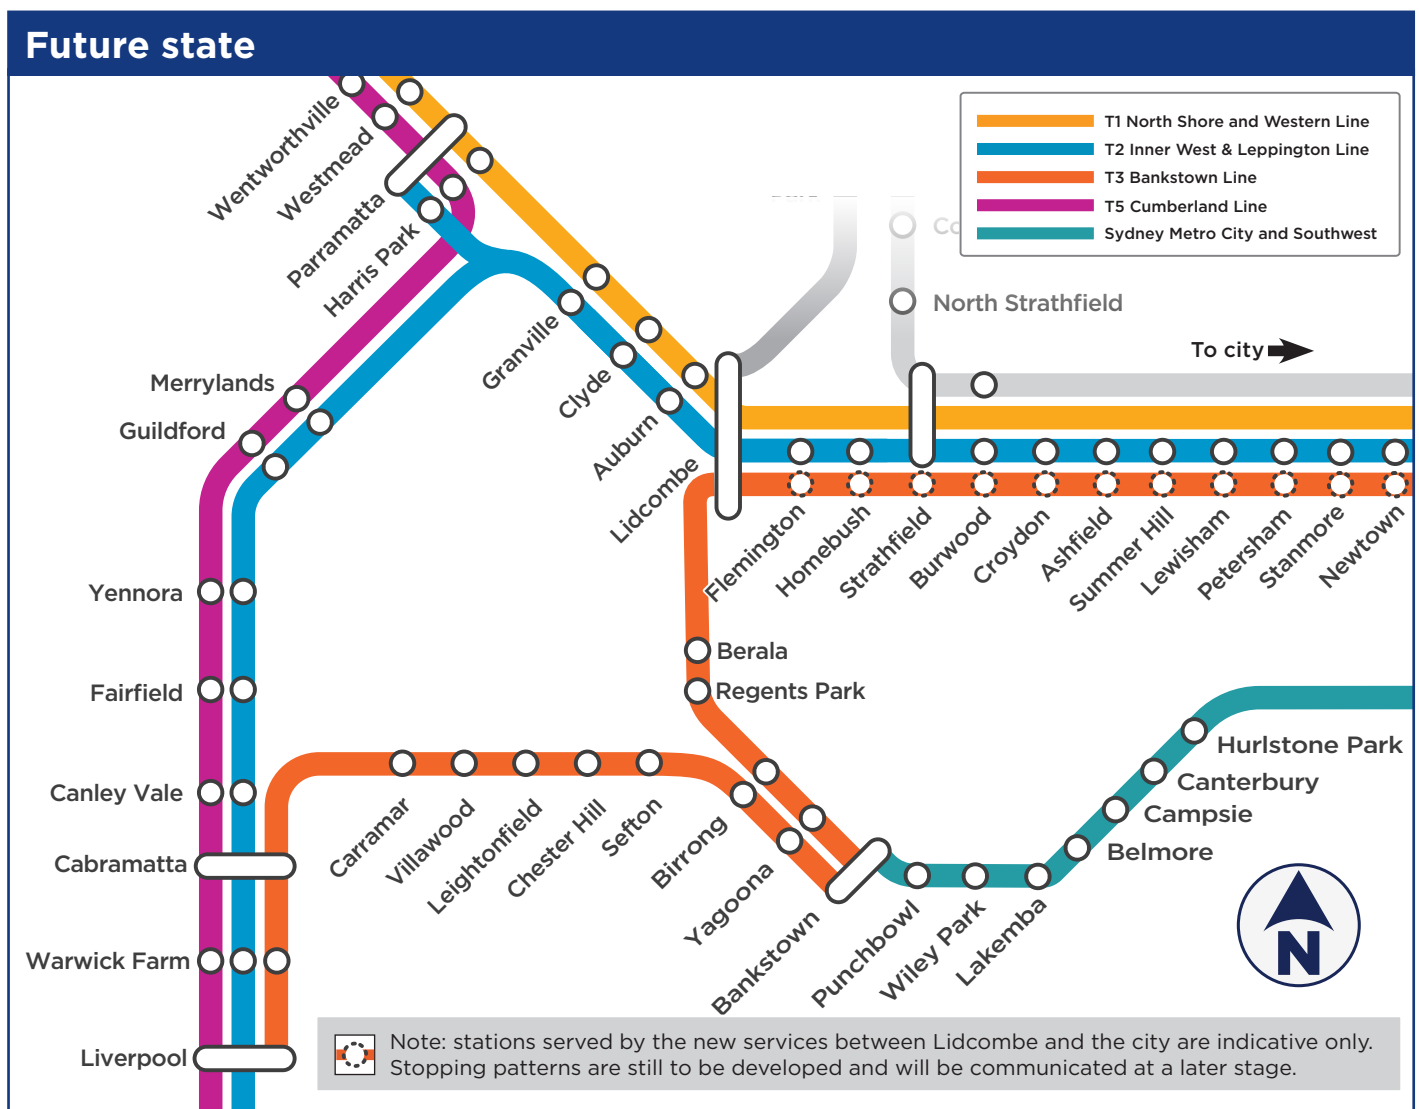 Future state
T1 North Shore and Western Line
T2 Inner West & Leppington Line
T3 Bankstown Line
T5 Cumberland Line
Sydney Metro City and Southwest
Wentworthville
Westmead
Parramatta
Harris Park
Granville
Clyde
Auburn
Lidcombe
North Strathfield
To city
Merrylands
Guildford
Flemington
Homebush
Strathfield
Burwood
Croydon
Ashfield
Summer Hill
Lewisham
Petersham
Stanmore
Newtown
Yennora
Fairfield
Canley Vale
Cabramatta
Warwick Farm
Liverpool
Berala
Regents Park
Carramar
Villawood
Leightonfield
Chester Hill
Sefton
Birrong
Yagoona
Bankstown
Punchbowl
Wiley Park
Lakemba
Belmore
Campsie
Canterbury
Hurlstone Park
N
Note: stations served by the new services between Lidcombe and the city are indicative only.
Stopping patterns are still to be developed and will be communicated at a later stage.